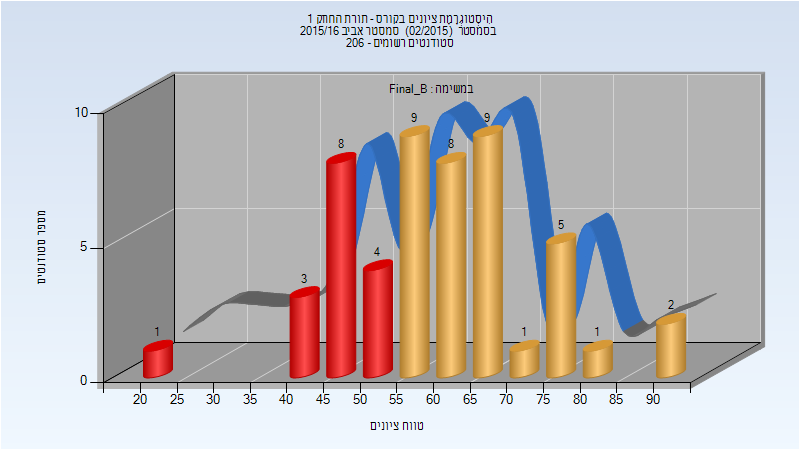 היסטוגרמת ציונים בקורס - תורת החוזק 1
בסמסטר (02/2015) סמסטר אביב 2015/16
סטודנטים רשומים - 206
במשימה : Final_B
מספר סטודנטים
10
5
0
1
3
8
4
9
8
9
1
5
1
2
20 25 30 35 40 45 50 55 60 65 70 75 80 85 90
טווח ציונים